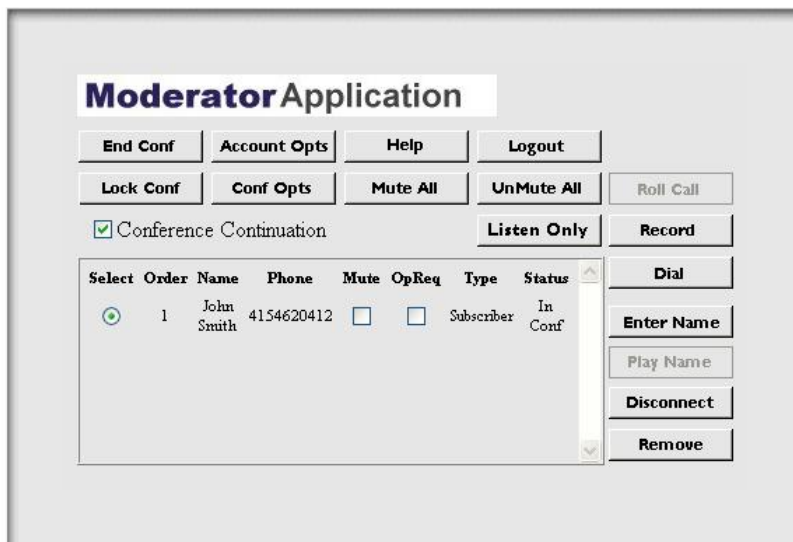 Moderator Application
End Conf Account Opts Help Logout
Lock Conf Conf Opts Mute All UnMute All Roll Call
Conference Continuation Listen Only Record
Select Order Name Phone Mute OpReq Type Status Dial
1 John Smith 4154620412 Subscriber In Conf
Enter Name
Play Name
Disconnect
Remove